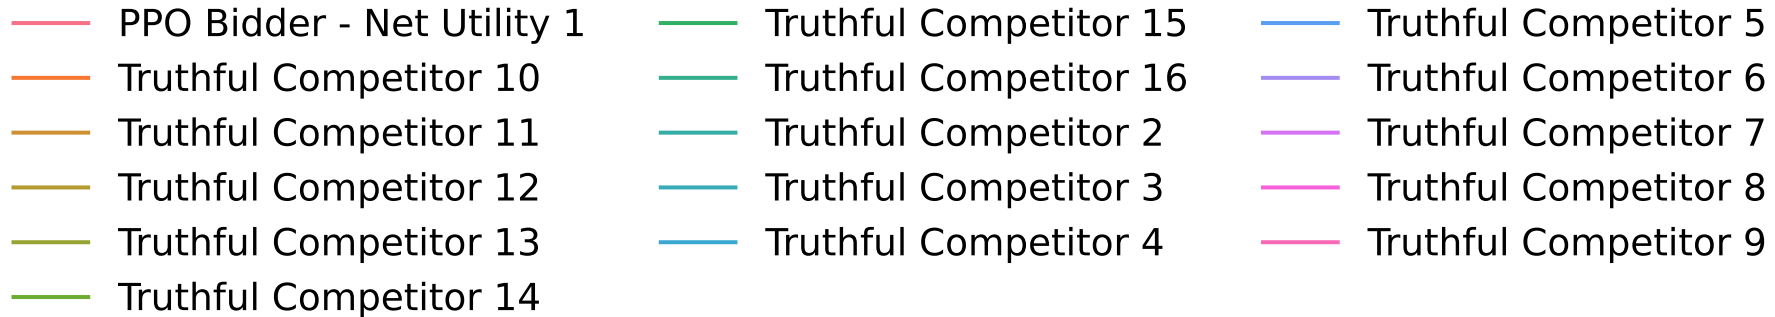 PPO Bidder - Net Utility 1
Truthful Competitor 10
Truthful Competitor 11
Truthful Competitor 12
Truthful Competitor 13
Truthful Competitor 14
Truthful Competitor 15
Truthful Competitor 16
Truthful Competitor 2
Truthful Competitor 3
Truthful Competitor 4
Truthful Competitor 5
Truthful Competitor 6
Truthful Competitor 7
Truthful Competitor 8
Truthful Competitor 9